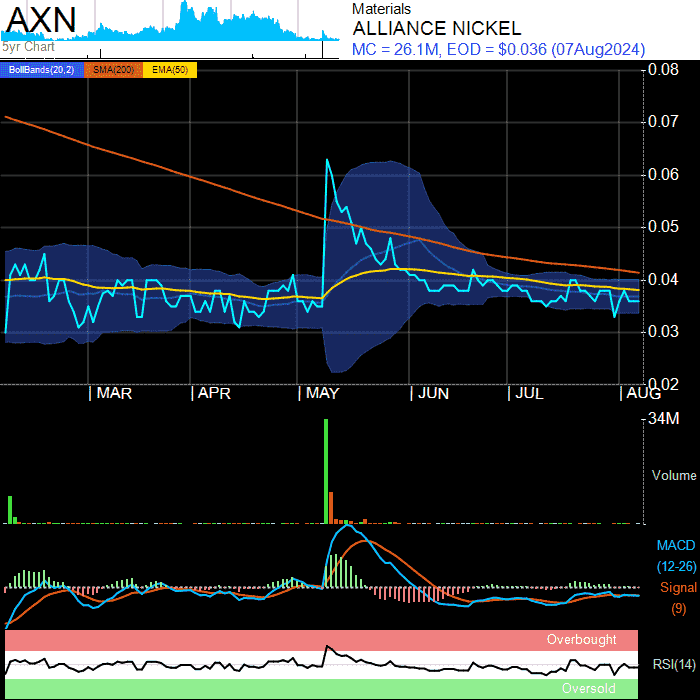 AXN
5yr Chart
Materials
ALLIANCE NICKEL
MC = 26.1M, EOD = $0.036 (07Aug2024)
BollBands(20,2) SMA(200) EMA(50)
0.08
0.07
0.06
0.05
0.04
0.03
0.02
MAR APR MAY JUN JUL AUG
34M
Volume
MACD
(12-26)
Signal
(9)
Overbought
RSI(14)
Oversold